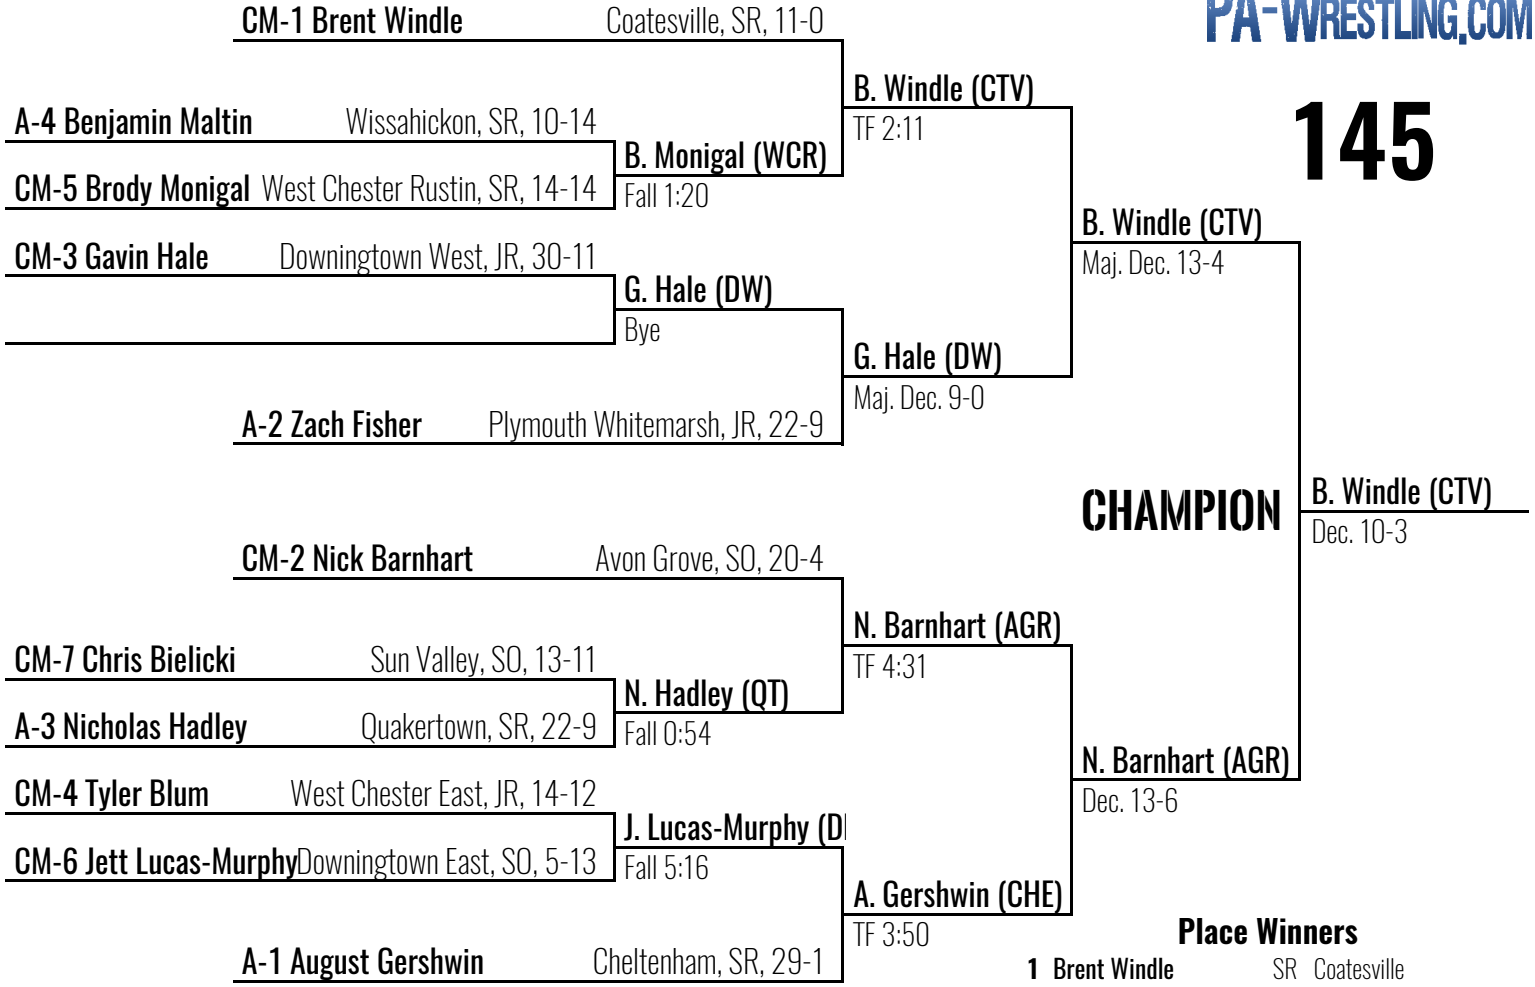 CM-1 Brent Windle Coatesville, SR, 11-0
PA-WRESTLING.COM
B. Windle (CTV)
TF 2:11
145
A-4 Benjamin Maltin Wissahickon, SR, 10-14
B. Monigal (WCR)
Fall 1:20
CM-5 Brody Monigal West Chester Rustin, SR, 14-14
B. Windle (CTV)
Maj. Dec. 13-4
CM-3 Gavin Hale Downingtown West, JR, 30-11
G. Hale (DW)
Bye
G. Hale (DW)
Maj. Dec. 9-0
A-2 Zach Fisher Plymouth Whitemarsh, JR, 22-9
CHAMPION
B. Windle (CTV)
Dec. 10-3
CM-2 Nick Barnhart Avon Grove, SO, 20-4
N. Barnhart (AGR)
TF 4:31
CM-7 Chris Bielicki Sun Valley, SO, 13-11
N. Hadley (QT)
Fall 0:54
A-3 Nicholas Hadley Quakertown, SR, 22-9
N. Barnhart (AGR)
Dec. 13-6
CM-4 Tyler Blum West Chester East, JR, 14-12
J. Lucas-Murphy
Fall 5:16
CM-6 Jett Lucas-Murphy Downingtown East, SO, 5-13
A. Gershwin (CHE)
TF 3:50
A-1 August Gershwin Cheltenham, SR, 29-1
Place Winners
1 Brent Windle SR Coatesville